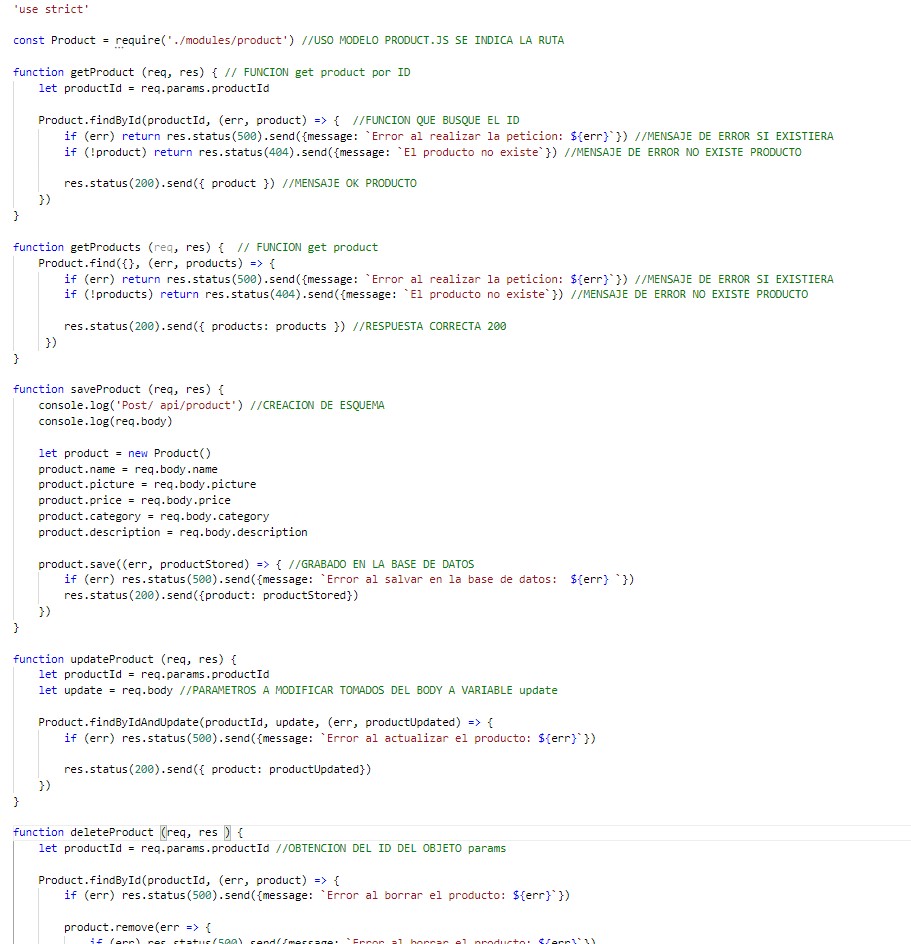 'use strict'
const Product = require('./modules/product') //USO MODELO PRODUCT.JS SE INDICA LA RUTA
function getProduct (req, res) { // FUNCION get product por ID
let productId = req.params.productId
Product.findById(productId, (err, product) => {  //FUNCION QUE BUSQUE EL ID
if (err) return res.status(500).send({message: `Error al realizar la peticion: ${err}`}) //MENSAJE DE ERROR SI EXISTIERA
if (!product) return res.status(404).send({message: `El producto no existe`}) //MENSAJE DE ERROR NO EXISTE PRODUCTO
res.status(200).send({ product }) //MENSAJE OK PRODUCTO
})
}
function getProducts (req, res) {  // FUNCION get product
Product.find({}, (err, products) => {
if (err) return res.status(500).send({message: `Error al realizar la peticion: ${err}`}) //MENSAJE DE ERROR SI EXISTIERA
if (!products) return res.status(404).send({message: `El producto no existe`}) //MENSAJE DE ERROR NO EXISTE PRODUCTO
res.status(200).send({ products: products }) //RESPUESTA CORRECTA 200
})
}
function saveProduct (req, res) {
console.log('Post/ api/product') //CREACION DE ESQUEMA
console.log(req.body)
let product = new Product()
product.name = req.body.name
product.picture = req.body.picture
product.price = req.body.price
product.category = req.body.category
product.description = req.body.description
product.save((err, productStored) => { //GRABADO EN LA BASE DE DATOS
if (err) res.status(500).send({message: `Error al salvar en la base de datos:  ${err} `})
res.status(200).send({product: productStored})
})
}
function updateProduct (req, res) {
let productId = req.params.productId
let update = req.body //PARAMETROS A MODIFICAR TOMADOS DEL BODY A VARIABLE update
Product.findByIdAndUpdate(productId, update, (err, productUpdated) => {
if (err) res.status(500).send({message: `Error al actualizar el producto: ${err}`})
res.status(200).send({ product: productUpdated})
})
}
function deleteProduct (req, res ) {
let productId = req.params.productId //OBTENCION DEL ID DEL OBJETO params
Product.findById(productId, (err, product) => {
if (err) res.status(500).send({message: `Error al borrar el producto: ${err}`})
product.remove(err => {
if (err) res.status(500).send({message: `Error al borrar el producto: ${err}`})